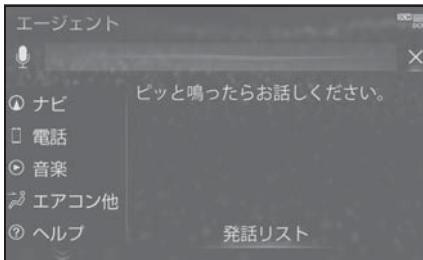 エージェント
ピッと鳴ったらお話しください。
ナビ
電話
音楽
エアコン他
ヘルプ
発話リスト